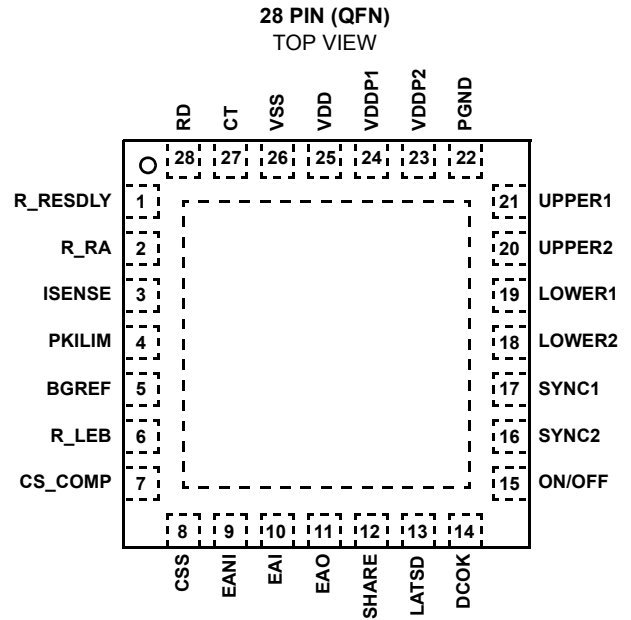 28 PIN (QFN)
TOP VIEW
RD CT VSS VDD VDDP1 VDDP2 PGND
28 27 26 25 24 23 22
R_RESDLY 1 21 UPPER1
R_RA 2 20 UPPER2
ISENSE 3 19 LOWER1
PKILIM 4 18 LOWER2
BGREF 5 17 SYNC1
R_LEB 6 16 SYNC2
CS_COMP 7 15 ON/OFF
8 9 10 11 12 13 14
CSS EANI EAI EAO SHARE LATSD DCOK